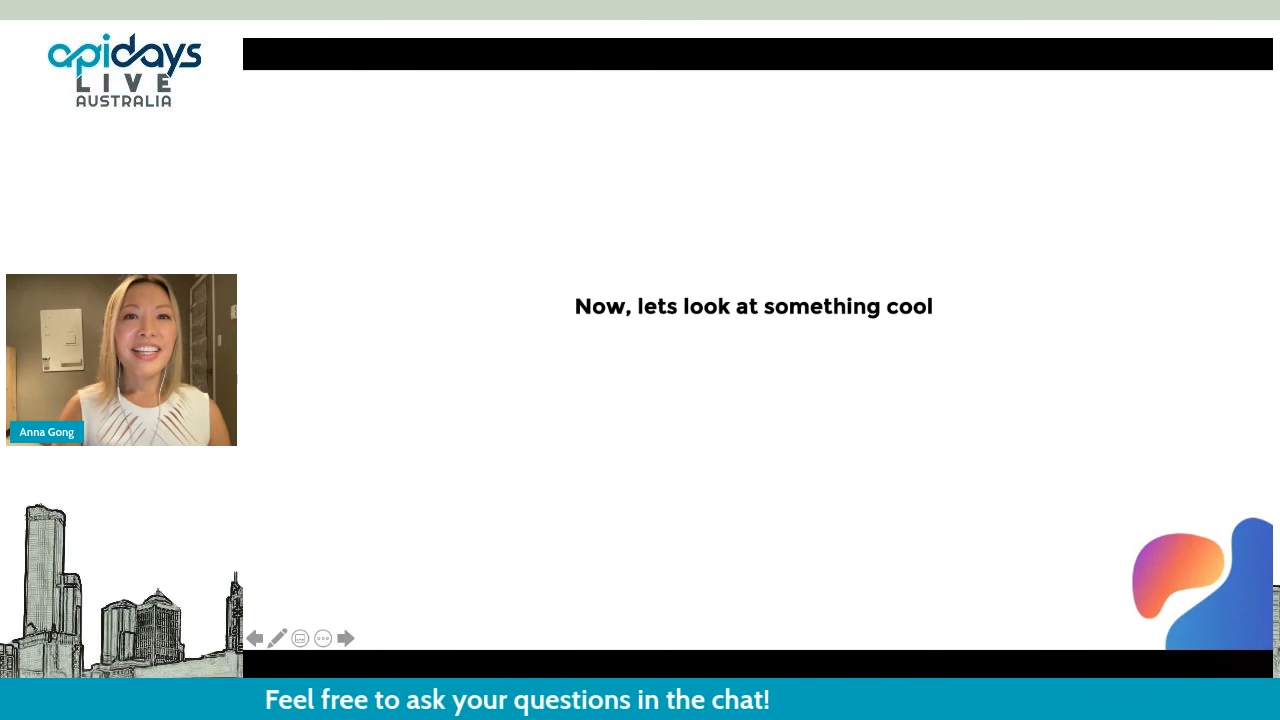 apidays
LIVE
AUSTRALIA
Now, lets look at something cool
Anna Gong
Feel free to ask your questions in the chat!